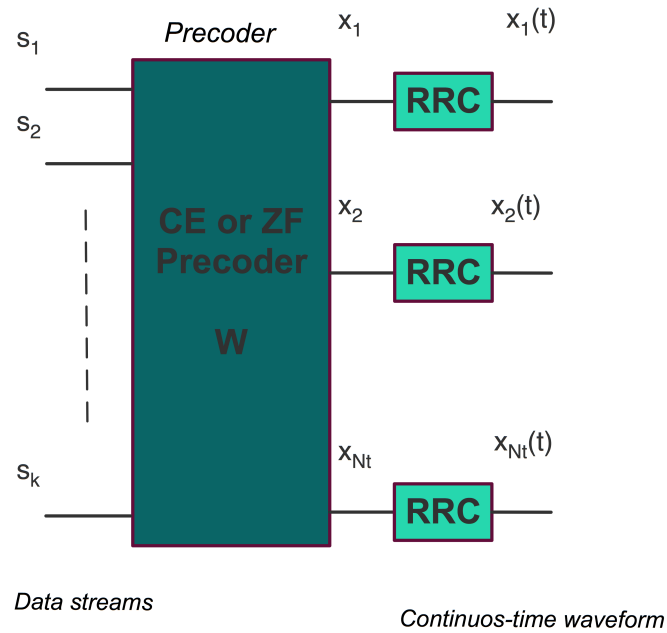 Precoder
s1
x1
x1(t)
RRC
s2
CE or ZF
Precoder
W
x2
x2(t)
RRC
sk
xNt
xNt(t)
RRC
Data streams
Continuos-time waveform